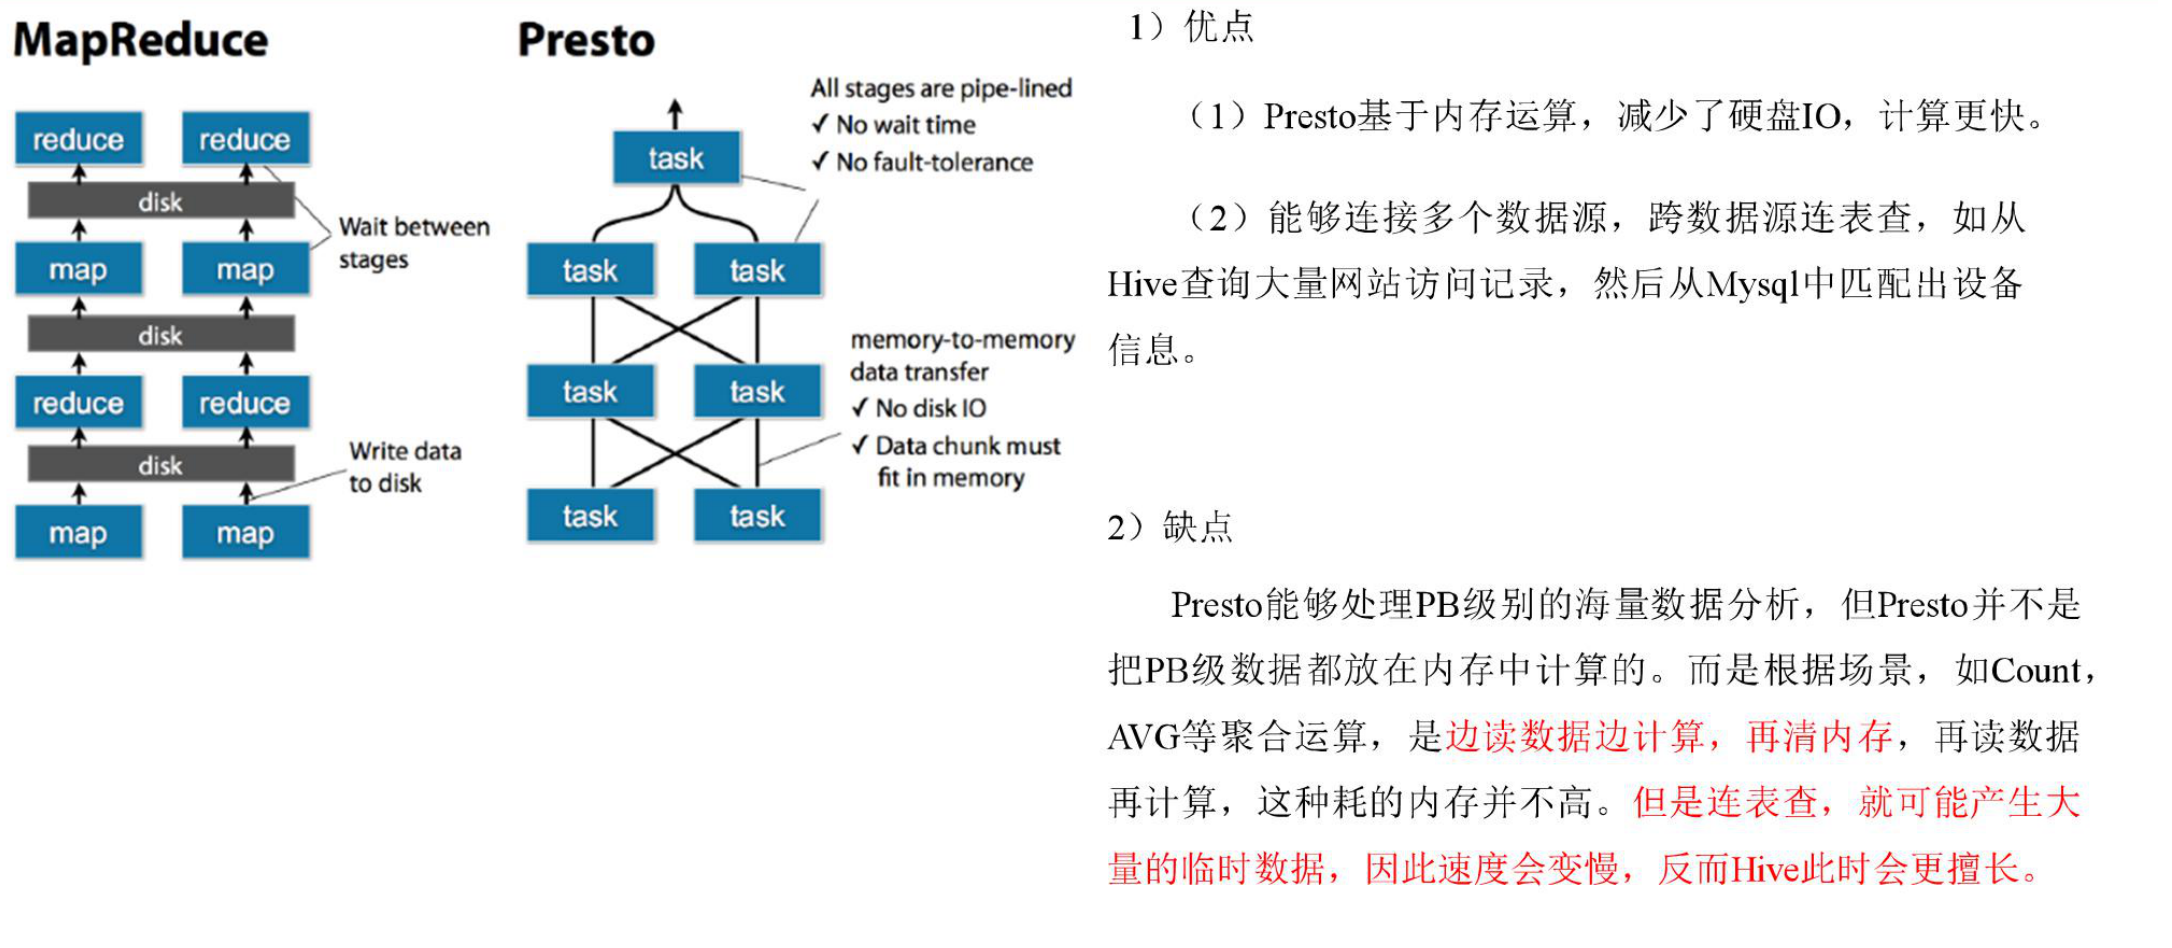 MapReduce
reduce
reduce
disk
Wait between
stages
map
map
disk
reduce
reduce
disk
Write data
to disk
map
map
Presto
All stages are pipe-lined
✓ No wait time
✓ No fault-tolerance
task
task
task
memory-to-memory
data transfer
✓ No disk IO
✓ Data chunk must
fit in memory
task
task
task
task
1）优点
（1）Presto基于内存运算，减少了硬盘IO，计算更快。
（2）能够连接多个数据源，跨数据源连表查，如从
Hive查询大量网站访问记录，然后从Mysql中匹配出设备
信息。
2）缺点
Presto能够处理PB级别的海量数据分析，但Presto并不是
把PB级数据都放在内存中计算的。而是根据场景，如Count，
AVG等聚合运算，是边读数据边计算，再清内存，再读数据
再计算，这种耗的内存并不高。但是连表查，就可能产生大
量的临时数据，因此速度会变慢，反而Hive此时会更擅长。